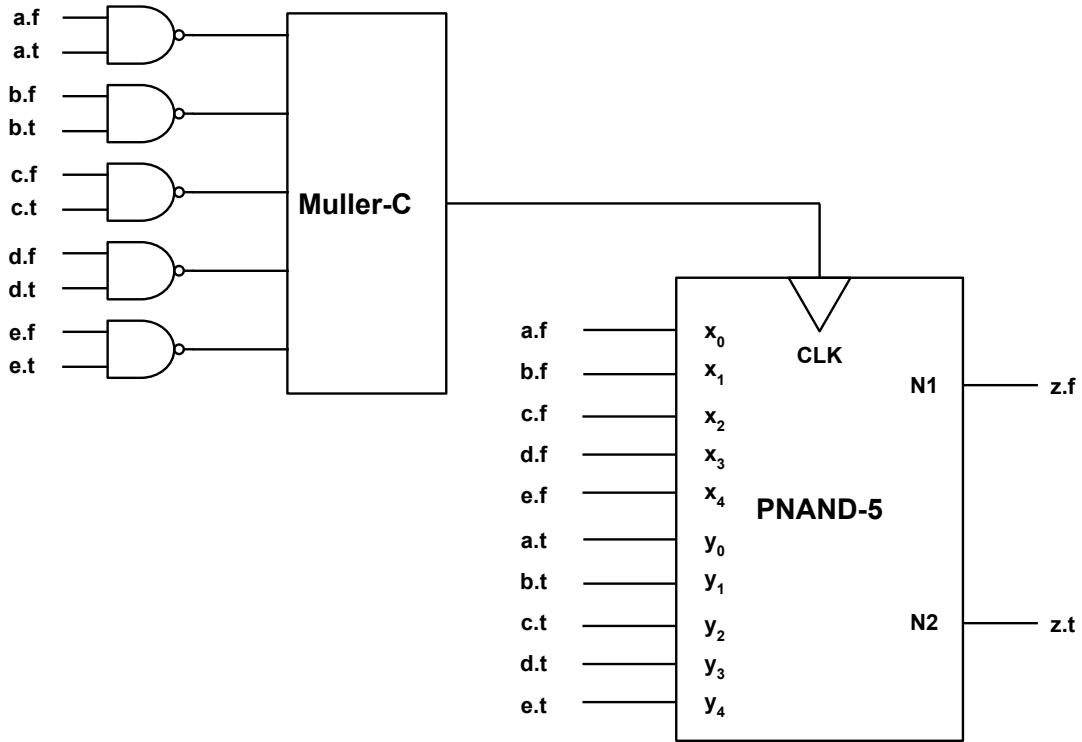 a.f
a.t
b.f
b.t
c.f
c.t
d.f
d.t
e.f
e.t
Muller-C
a.f
b.f
c.f
d.f
e.f
a.t
b.t
c.t
d.t
e.t
x0
x1
x2
x3
x4
y0
y1
y2
y3
y4
CLK
PNAND-5
N1
N2
z.f
z.t